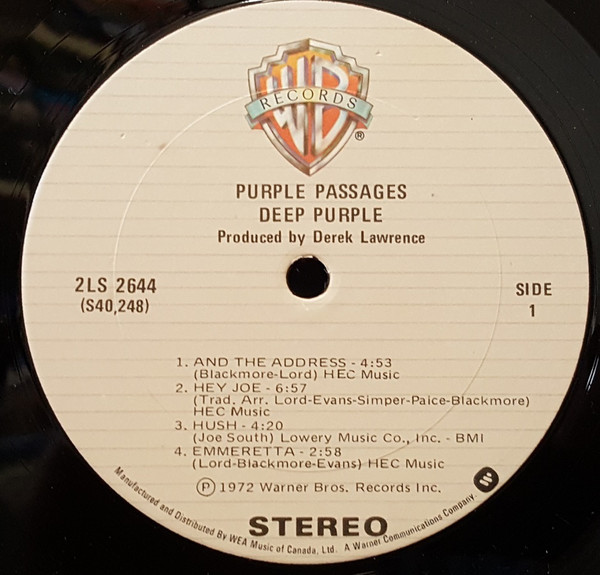 WB
RECORDS
®
PURPLE PASSAGES
DEEP PURPLE
Produced by Derek Lawrence
2LS 2644
(S40,248)
SIDE
1
1. AND THE ADDRESS - 4:53
(Blackmore-Lord) HEC Music
2. HEY JOE - 6:57
(Trad. Arr. Lord-Evans-Simper-Paice-Blackmore)
HEC Music
3. HUSH - 4:20
(Joe South) Lowery Music Co., Inc. - BMI
4. EMMERETTA - 2:58
(Lord-Blackmore-Evans) HEC Music
Ⓟ 1972 Warner Bros. Records Inc.
STEREO
Manufactured and Distributed By WEA Music of Canada, Ltd. A Warner Communications Company.